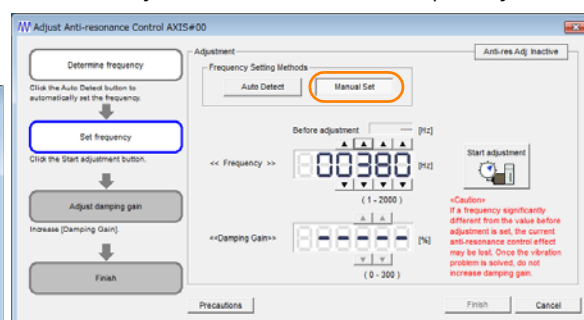 Adjust Anti-resonance Control AXIS#00
Adjustment
Anti-res Adj Inactive
Determine frequency
Click the Auto Detect button to
automatically set the frequency.
Set frequency
Click the Start adjustment button.
Adjust damping gain
Increase [Damping Gain].
Finish
Frequency Setting Methods
Auto Detect
Manual Set
Before adjustment
--- [Hz]
<< Frequency >>
00380
[Hz]
( 1 - 2000 )
<<Damping Gain>>
-----
[%]
( 0 - 300 )
Start adjustment
<Caution>
If a frequency significantly
different from the value before
adjustment is set, the current
anti-resonance control effect
may be lost. Once the vibration
problem is solved, do not
increase damping gain.
Precautions
Finish
Cancel